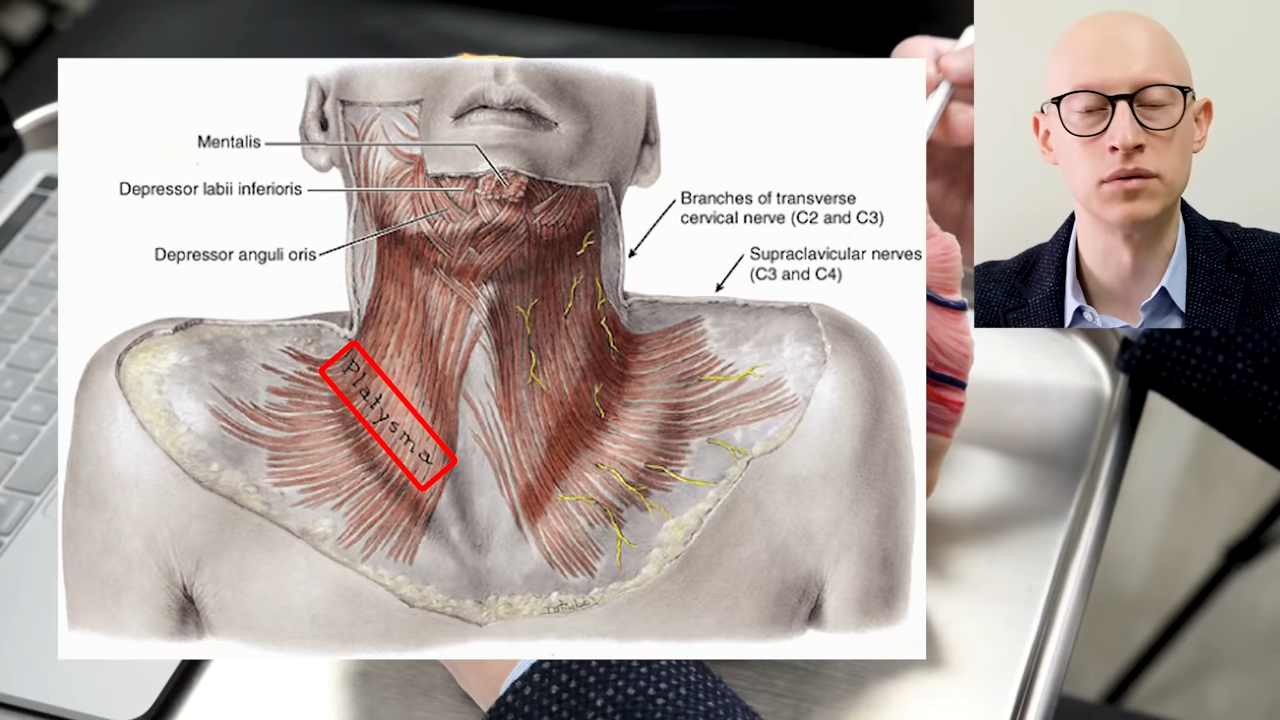 Mentalis
Depressor labii inferioris
Depressor anguli oris
Branches of transverse
cervical nerve (C2 and C3)
Supraclavicular nerves
(C3 and C4)
Platysma